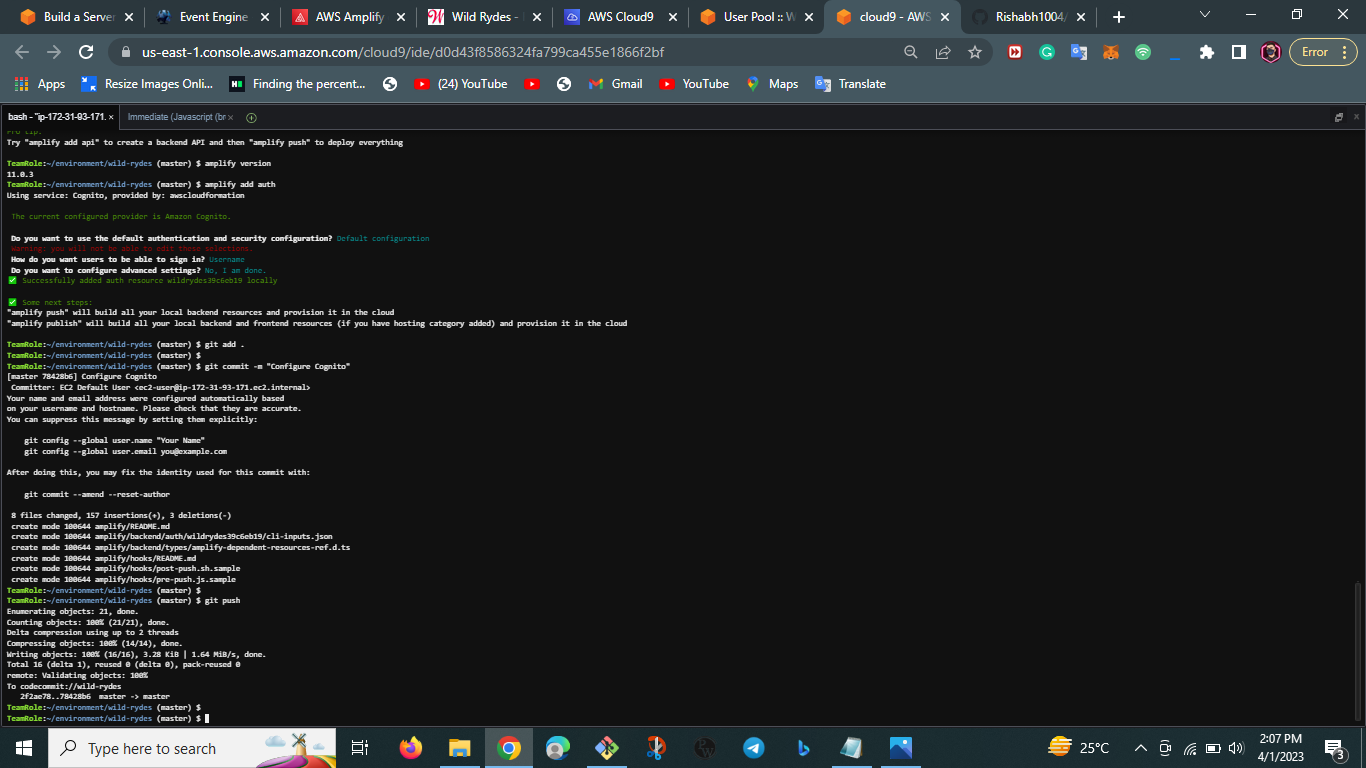 Build a Server
Event Engine
AWS Amplify
Wild Rydes -
AWS Cloud9
User Pool :: W
cloud9 - AWS
Rishabh1004/
us-east-1.console.aws.amazon.com/cloud9/ide/d0d43f8586324fa799ca455e1866f2bf
Error
Apps
Resize Images Onli...
Finding the percent...
(24) YouTube
Gmail
YouTube
Maps
Translate
bash - "ip-172-31-93-171.
Immediate (Javascript (br
Pro tip:
Try "amplify add api" to create a backend API and then "amplify push" to deploy everything
TeamRole:~/environment/wild-rydes (master) $ amplify version
11.0.3
TeamRole:~/environment/wild-rydes (master) $ amplify add auth
Using service: Cognito, provided by: awscloudformation
The current configured provider is Amazon Cognito.
Do you want to use the default authentication and security configuration? Default configuration
Warning: you will not be able to edit these selections.
How do you want users to be able to sign in? Username
Do you want to configure advanced settings? No, I am done.
✅ Successfully added auth resource wildrydes39c6eb19 locally
✅ Some next steps:
"amplify push" will build all your local backend resources and provision it in the cloud
"amplify publish" will build all your local backend and frontend resources (if you have hosting category added) and provision it in the cloud
TeamRole:~/environment/wild-rydes (master) $ git add .
TeamRole:~/environment/wild-rydes (master) $
TeamRole:~/environment/wild-rydes (master) $ git commit -m "Configure Cognito"
[master 78428b6] Configure Cognito
Committer: EC2 Default User <ec2-user@ip-172-31-93-171.ec2.internal>
Your name and email address were configured automatically based
on your username and hostname. Please check that they are accurate.
You can suppress this message by setting them explicitly:
git config --global user.name "Your Name"
git config --global user.email you@example.com
After doing this, you may fix the identity used for this commit with:
git commit --amend --reset-author
8 files changed, 157 insertions(+), 3 deletions(-)
create mode 100644 amplify/README.md
create mode 100644 amplify/backend/auth/wildrydes39c6eb19/cli-inputs.json
create mode 100644 amplify/backend/types/amplify-dependent-resources-ref.d.ts
create mode 100644 amplify/hooks/README.md
create mode 100644 amplify/hooks/post-push.sh.sample
create mode 100644 amplify/hooks/pre-push.js.sample
TeamRole:~/environment/wild-rydes (master) $
TeamRole:~/environment/wild-rydes (master) $ git push
Enumerating objects: 21, done.
Counting objects: 100% (21/21), done.
Delta compression using up to 2 threads
Compressing objects: 100% (14/14), done.
Writing objects: 100% (16/16), 3.28 KiB | 1.64 MiB/s, done.
Total 16 (delta 1), reused 0 (delta 0), pack-reused 0
remote: Validating objects: 100%
To codecommit://wild-rydes
2f2ae78..78428b6  master -> master
TeamRole:~/environment/wild-rydes (master) $
TeamRole:~/environment/wild-rydes (master) $
Type here to search
25°C
2:07 PM
4/1/2023
3